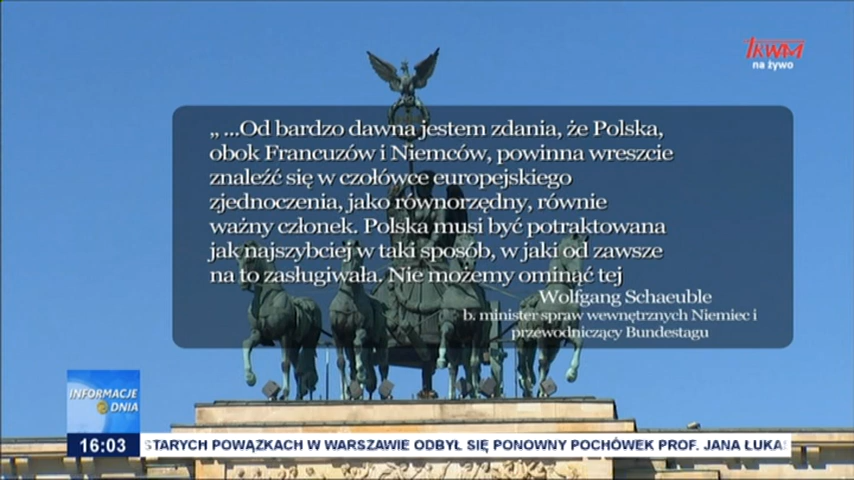 TRWAM
na żywo
„ ...Od bardzo dawna jestem zdania, że Polska,
obok Francuzów i Niemców, powinna wreszcie
znaleźć się w czołówce europejskiego
zjednoczenia, jako równorzędny, równie
ważny członek. Polska musi być potraktowana
jak najszybciej w taki sposób, w jaki od zawsze
na to zasługiwała. Nie możemy ominąć tej
Wolfgang Schaeuble
b. minister spraw wewnętrznych Niemiec i
przewodniczący Bundestagu
INFORMACJE
DNIA
16:03
STARYCH POWĄZKACH W WARSZAWIE ODBYŁ SIĘ PONOWNY POCHÓWEK PROF. JANA ŁUKAS